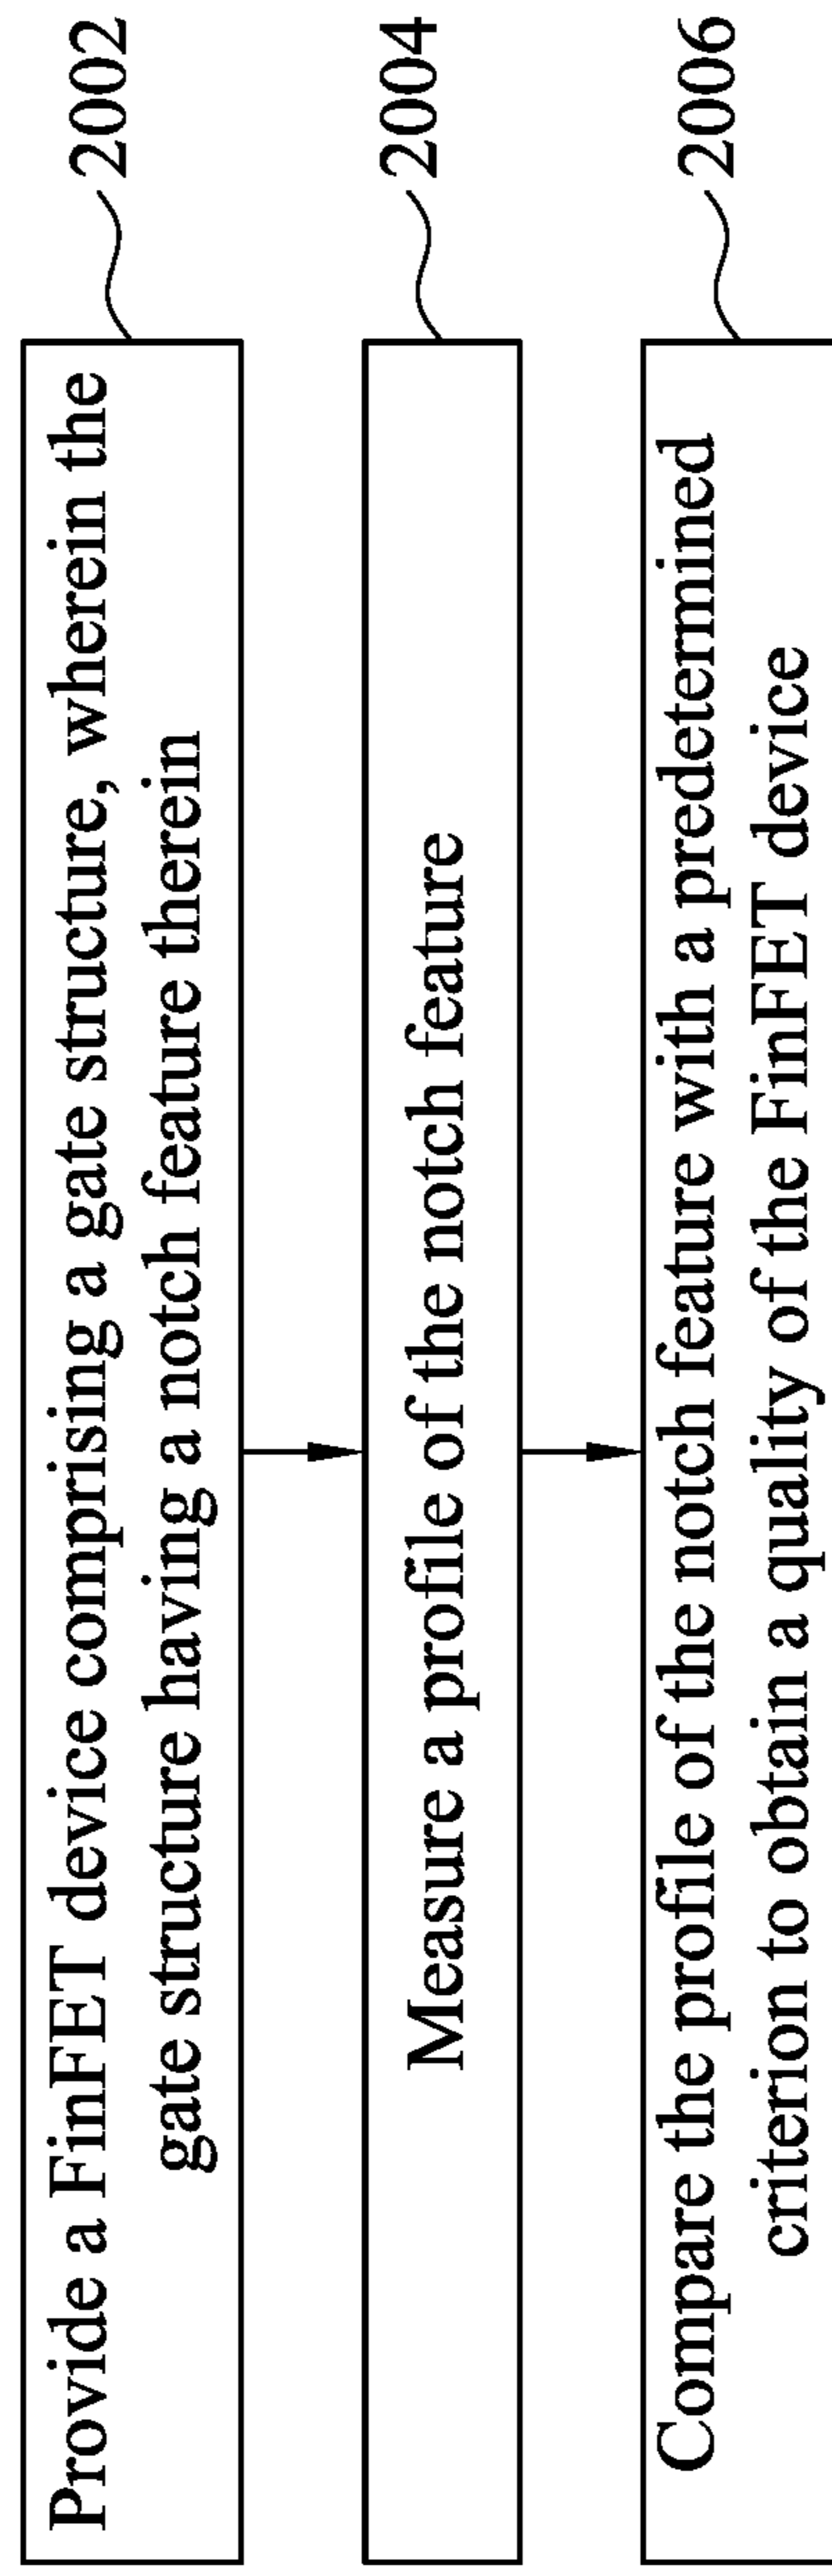 Provide a FinFET device comprising a gate structure, wherein the
gate structure having a notch feature therein
2002
Measure a profile of the notch feature
2004
Compare the profile of the notch feature with a predetermined
criterion to obtain a quality of the FinFET device
2006